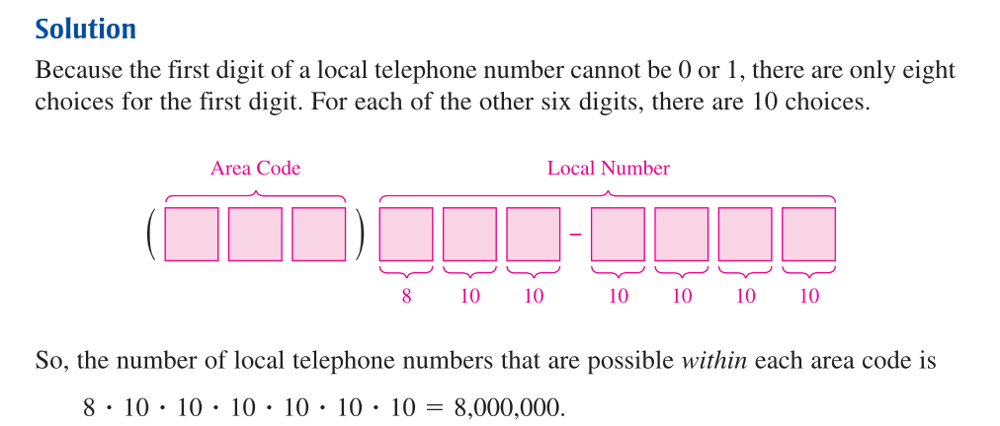 Solution
Because the first digit of a local telephone number cannot be 0 or 1, there are only eight
choices for the first digit. For each of the other six digits, there are 10 choices.
Area Code Local Number
( ) –
8 10 10 10 10 10 10
So, the number of local telephone numbers that are possible within each area code is
8 · 10 · 10 · 10 · 10 · 10 · 10 = 8,000,000.